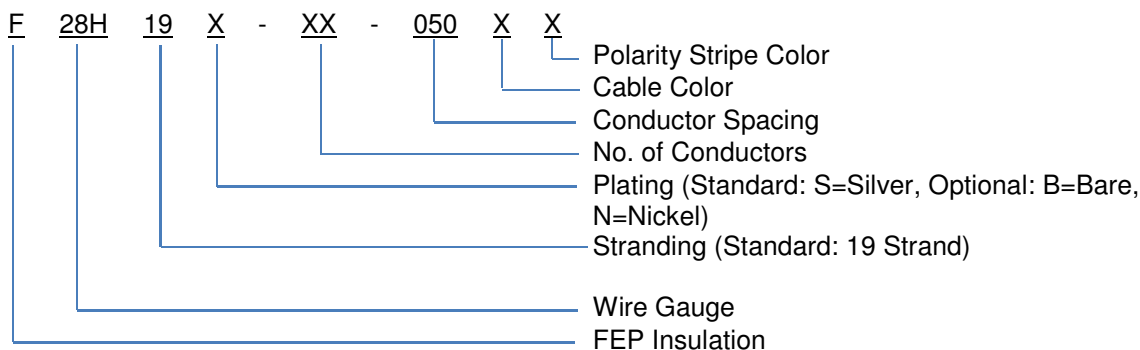 F 28H 19 X - XX - 050 X X
Polarity Stripe Color
Cable Color
Conductor Spacing
No. of Conductors
Plating (Standard: S=Silver, Optional: B=Bare,
N=Nickel)
Stranding (Standard: 19 Strand)
Wire Gauge
FEP Insulation